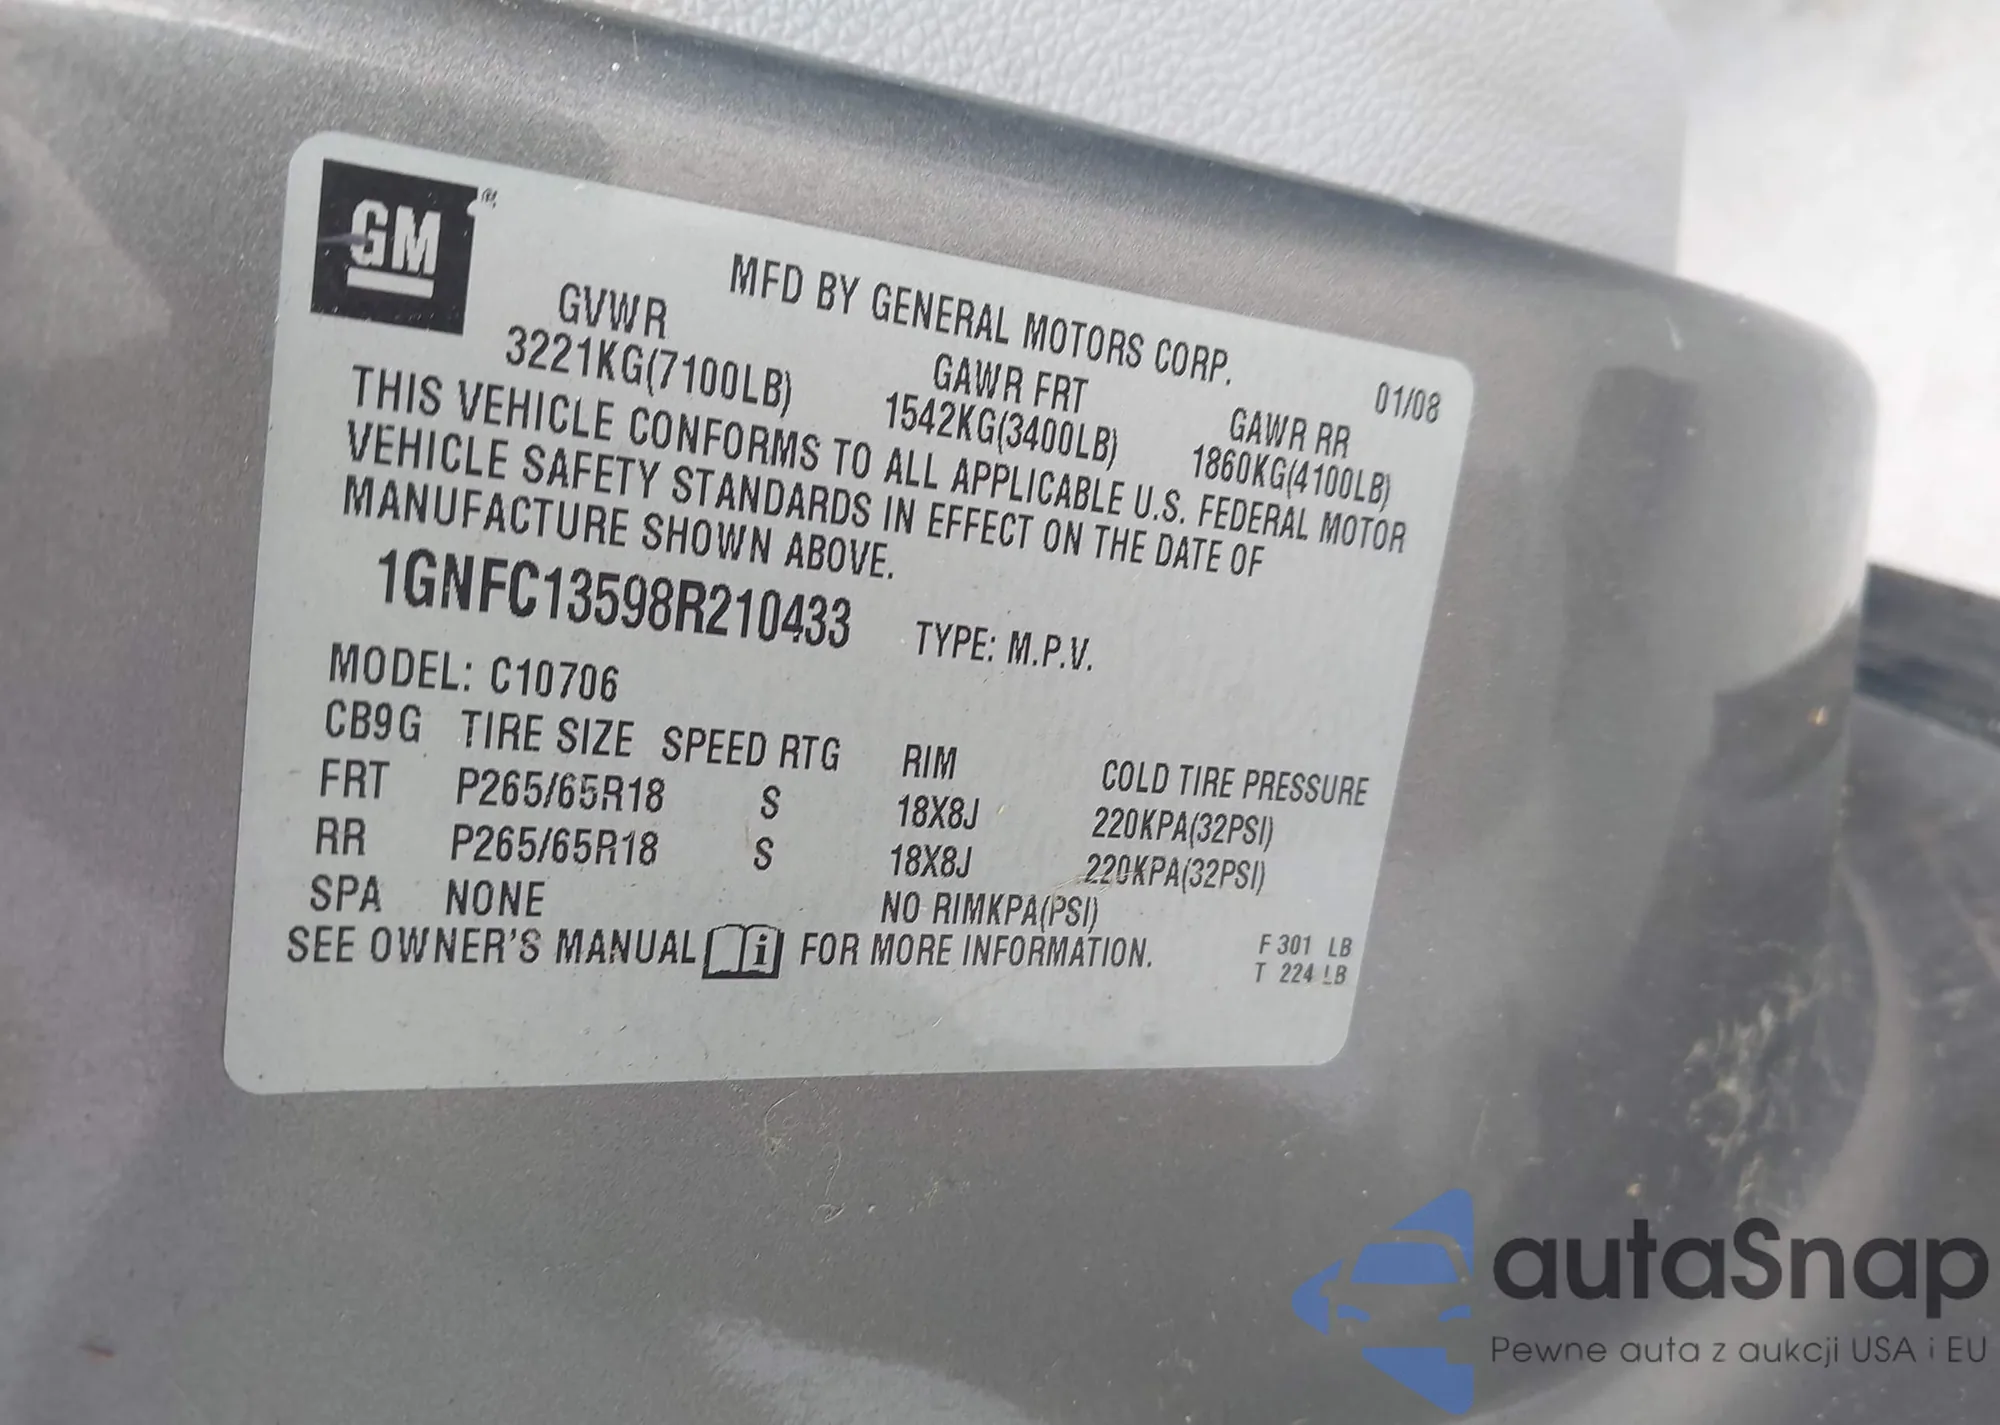 GM
MFD BY GENERAL MOTORS CORP.
01/08
GVWR GAWR FRT GAWR RR
3221KG(7100LB) 1542KG(3400LB) 1860KG(4100LB)
THIS VEHICLE CONFORMS TO ALL APPLICABLE U.S. FEDERAL MOTOR
VEHICLE SAFETY STANDARDS IN EFFECT ON THE DATE OF
MANUFACTURE SHOWN ABOVE.
1GNFC13598R210433 TYPE: M.P.V.
MODEL: C10706
CB9G TIRE SIZE SPEED RTG RIM COLD TIRE PRESSURE
FRT P265/65R18 S 18X8J 220KPA(32PSI)
RR P265/65R18 S 18X8J 220KPA(32PSI)
SPA NONE NO RIMKPA(PSI)
SEE OWNER'S MANUAL i FOR MORE INFORMATION.
F 301 LB
T 224 LB
autaSnap
Pewne auta z aukcji USA i EU